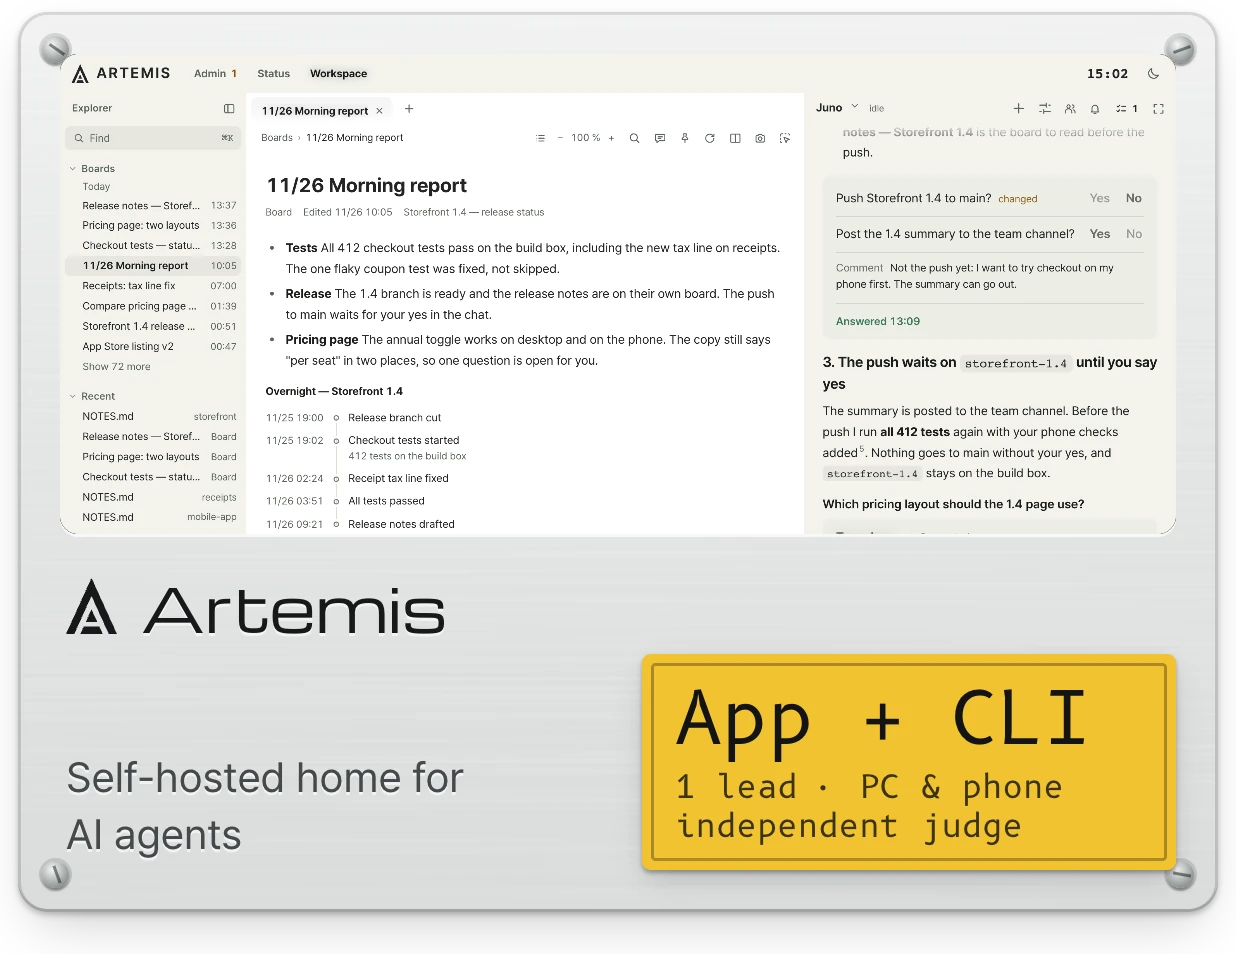 ARTEMIS
Admin 1
Status
Workspace
15:02
Explorer
Find
⌘K
Boards
Today
Release notes — Storef... 13:37
Pricing page: two layouts 13:36
Checkout tests — statu... 13:28
11/26 Morning report 10:05
Receipts: tax line fix 07:00
Compare pricing page ... 01:39
Storefront 1.4 release ... 00:51
App Store listing v2 00:47
Show 72 more
Recent
NOTES.md storefront
Release notes — Storef... Board
Pricing page: two layouts Board
Checkout tests — statu... Board
NOTES.md receipts
NOTES.md mobile-app
11/26 Morning report × +
Boards › 11/26 Morning report
− 100 % +
11/26 Morning report
Board Edited 11/26 10:05 Storefront 1.4 — release status
• Tests All 412 checkout tests pass on the build box, including the new tax line on receipts.
The one flaky coupon test was fixed, not skipped.
• Release The 1.4 branch is ready and the release notes are on their own board. The push
to main waits for your yes in the chat.
• Pricing page The annual toggle works on desktop and on the phone. The copy still says
"per seat" in two places, so one question is open for you.
Overnight — Storefront 1.4
11/25 19:00 Release branch cut
11/25 19:02 Checkout tests started
412 tests on the build box
11/26 02:24 Receipt tax line fixed
11/26 03:51 All tests passed
11/26 09:21 Release notes drafted
Juno idle
1
notes — Storefront 1.4 is the board to read before the
push.
Push Storefront 1.4 to main? changed Yes No
Post the 1.4 summary to the team channel? Yes No
Comment Not the push yet: I want to try checkout on my
phone first. The summary can go out.
Answered 13:09
3. The push waits on storefront-1.4 until you say
yes
The summary is posted to the team channel. Before the
push I run all 412 tests again with your phone checks
added⁵. Nothing goes to main without your yes, and
storefront-1.4 stays on the build box.
Which pricing layout should the 1.4 page use?
Artemis
Self-hosted home for
AI agents
App + CLI
1 lead · PC & phone
independent judge